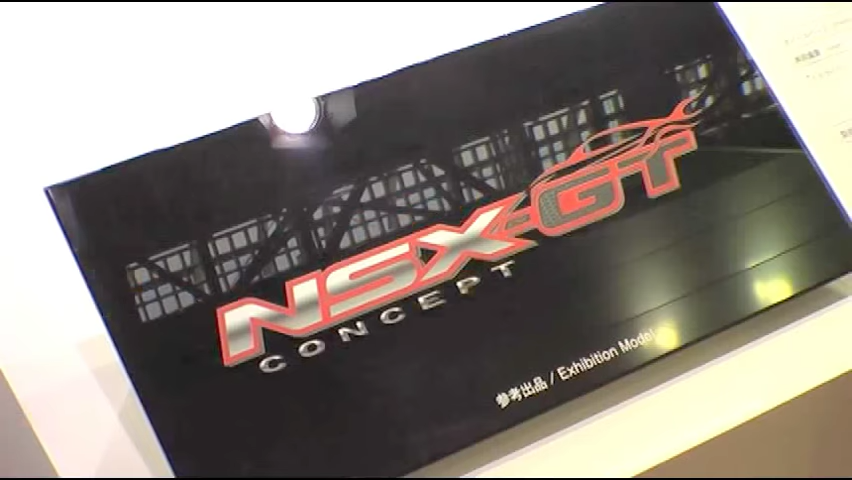 NSX-GT
CONCEPT
参考出品 / Exhibition Model